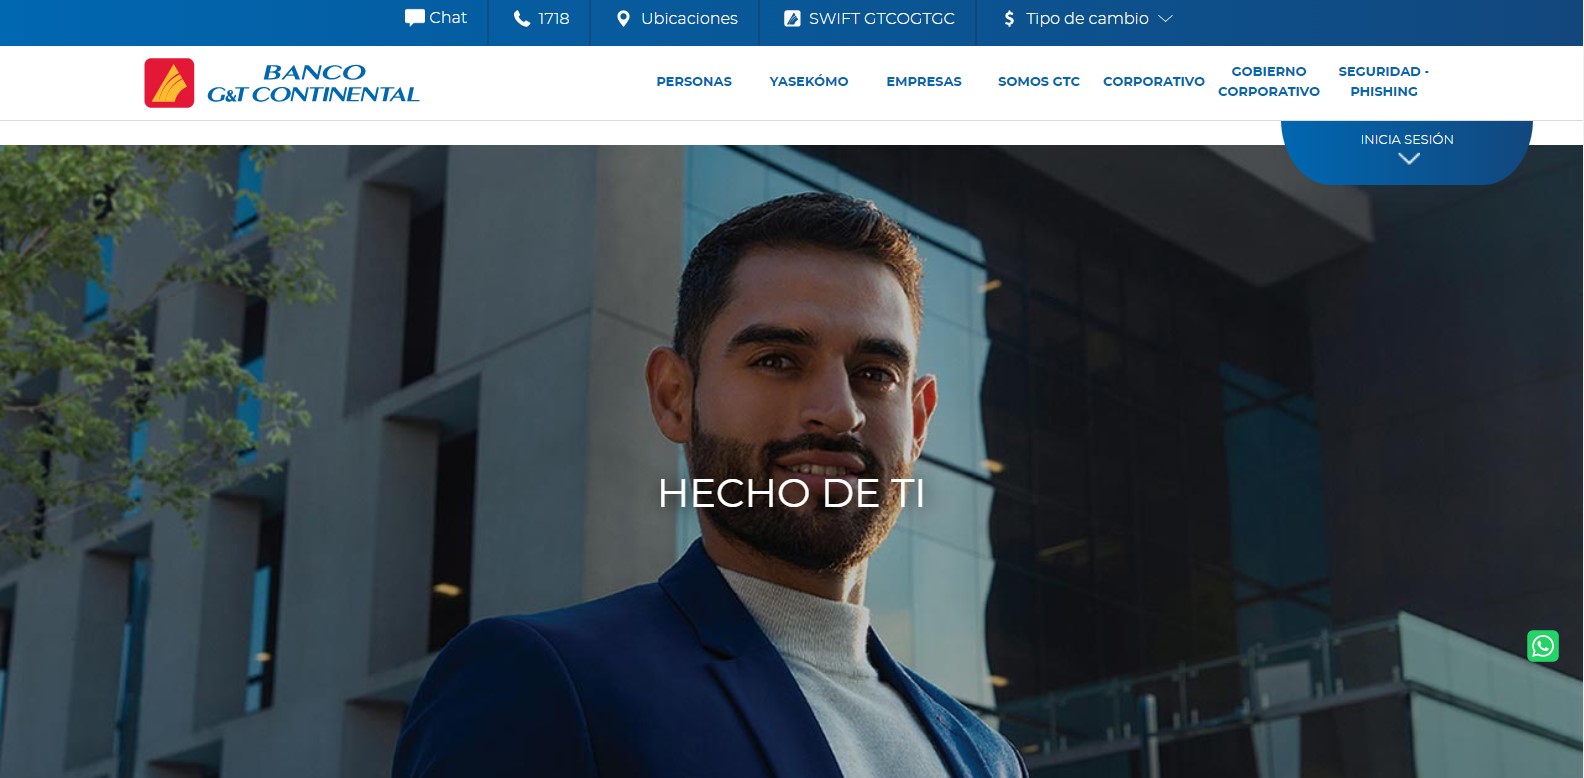 Chat
1718
Ubicaciones
SWIFT GTCOGTGC
Tipo de cambio
BANCO
G&T CONTINENTAL
PERSONAS
YASEKÓMO
EMPRESAS
SOMOS GTC
CORPORATIVO
GOBIERNO
CORPORATIVO
SEGURIDAD -
PHISHING
INICIA SESIÓN
HECHO DE TI